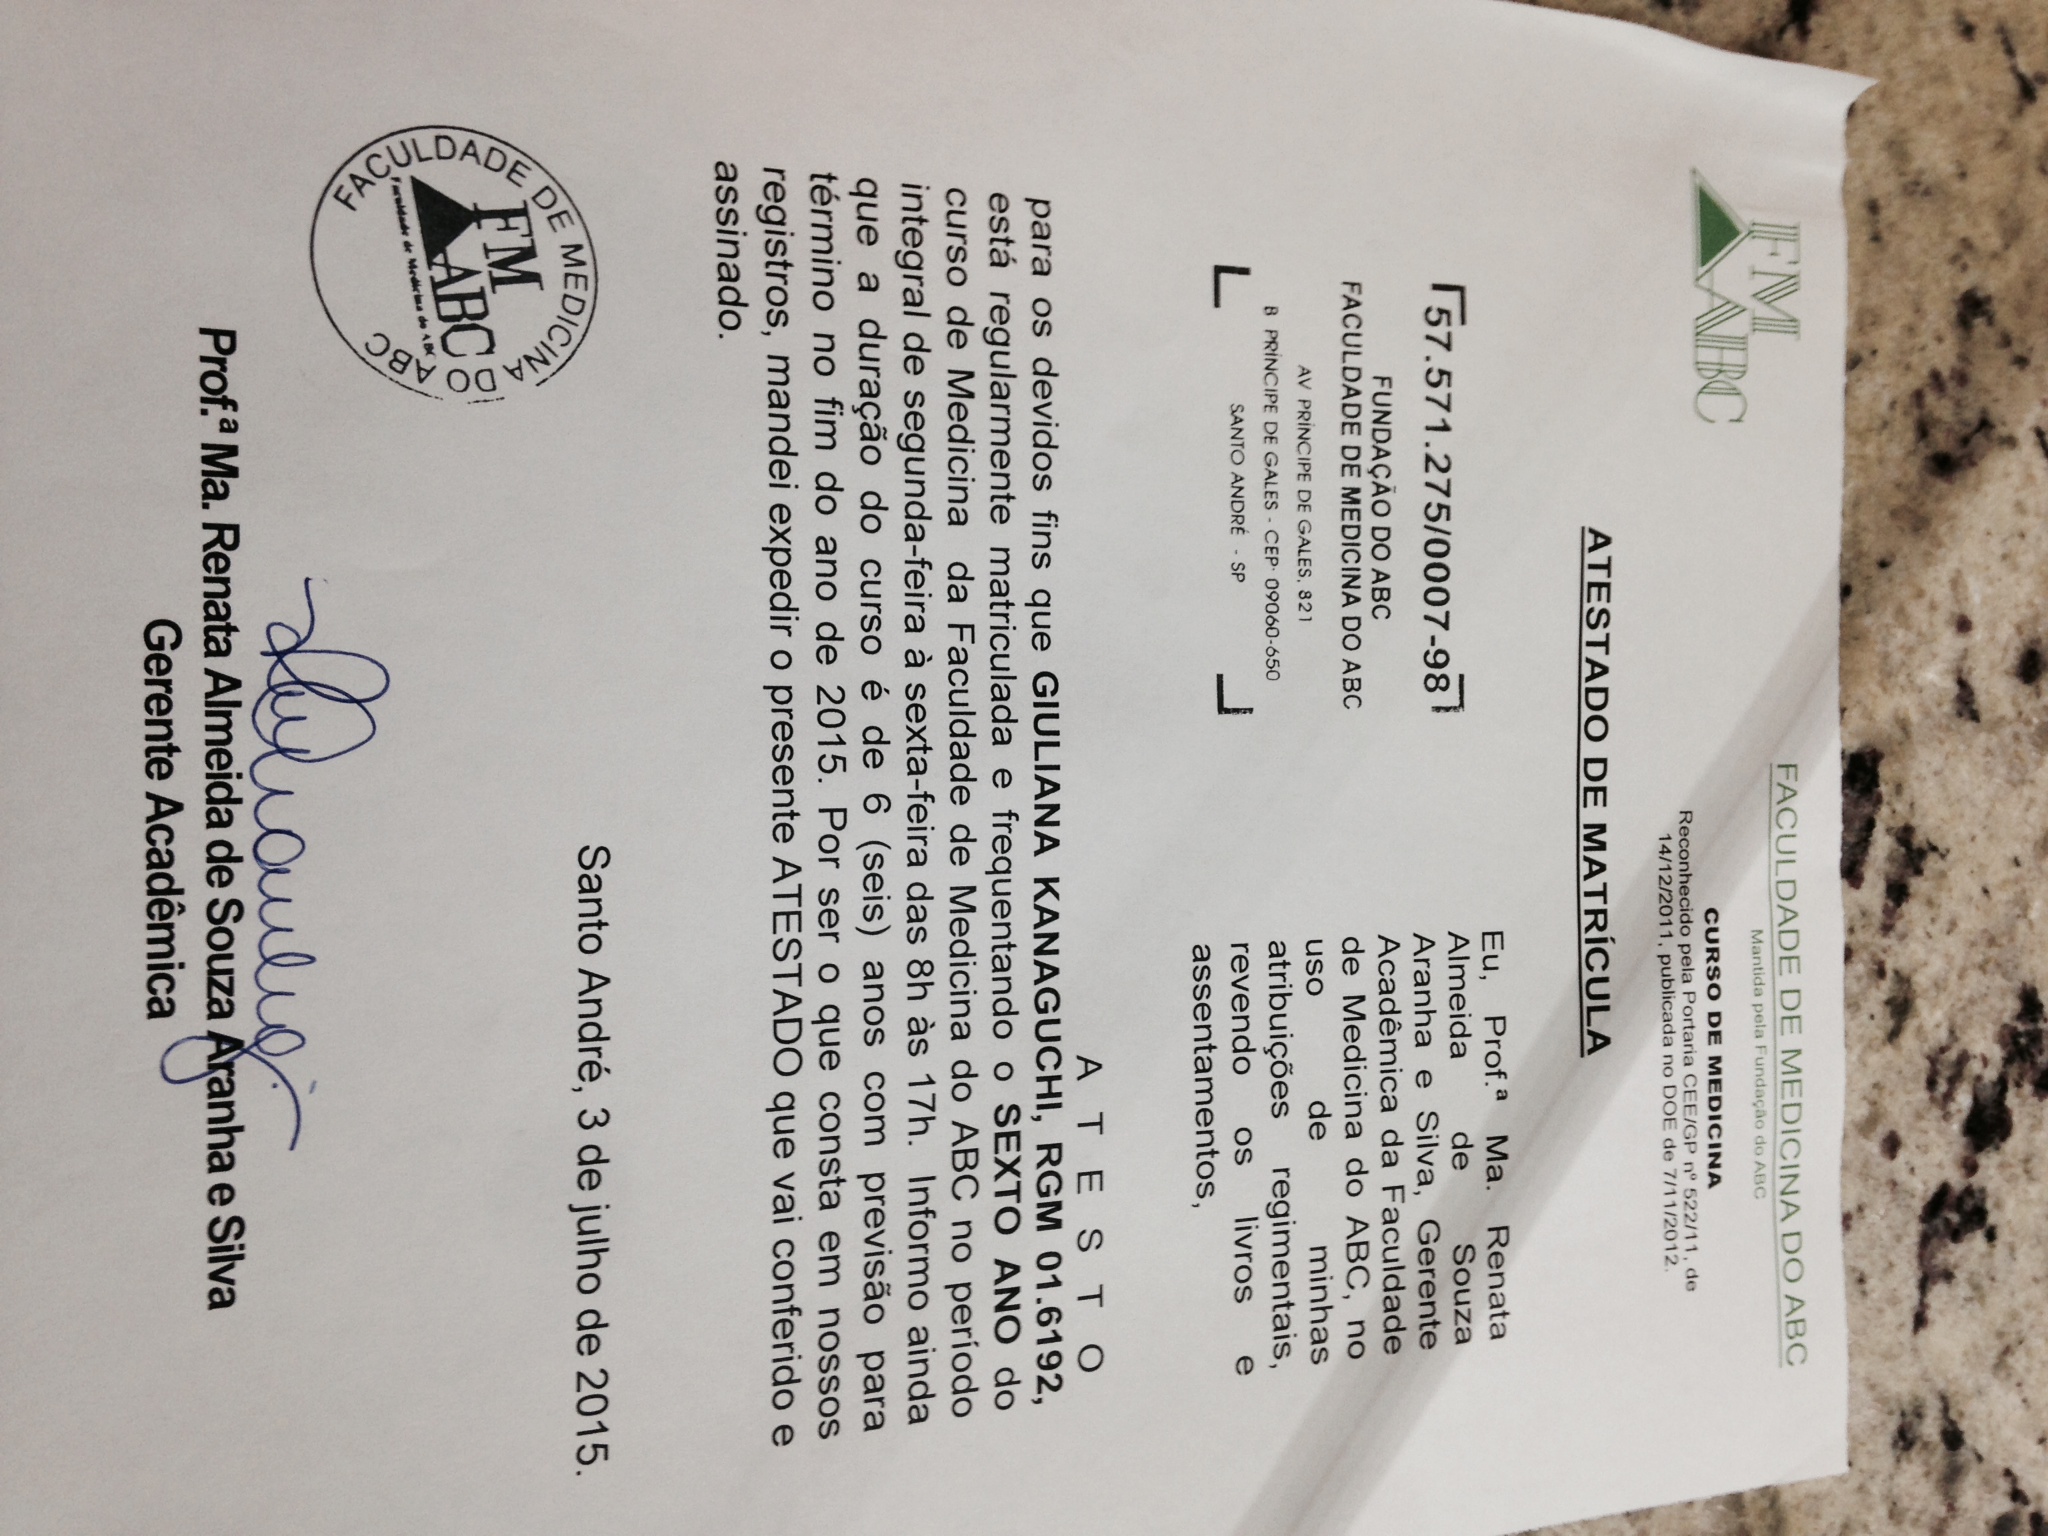 FMABC
FACULDADE DE MEDICINA DO ABC
Mantida pela Fundação do ABC
CURSO DE MEDICINA
Reconhecido pela Portaria CEE/GP nº 522/11, de
14/12/2011, publicada no DOE de 7/11/2012.
ATESTADO DE MATRÍCULA
57.571.275/0007-98
FUNDAÇÃO DO ABC
FACULDADE DE MEDICINA DO ABC
AV PRÍNCIPE DE GALES, 821
B PRÍNCIPE DE GALES - CEP: 09060-650
SANTO ANDRÉ - SP
Eu, Prof.ª Ma. Renata
Almeida de Souza
Aranha e Silva, Gerente
Acadêmica da Faculdade
de Medicina do ABC, no
uso de minhas
atribuições regimentais,
revendo os livros e
assentamentos,
A T E S T O
para os devidos fins que GIULIANA KANAGUCHI, RGM 01.6192,
está regularmente matriculada e frequentando o SEXTO ANO do
curso de Medicina da Faculdade de Medicina do ABC no período
integral de segunda-feira à sexta-feira das 8h às 17h. Informo ainda
que a duração do curso é de 6 (seis) anos com previsão para
término no fim do ano de 2015. Por ser o que consta em nossos
registros, mandei expedir o presente ATESTADO que vai conferido e
assinado.
Santo André, 3 de julho de 2015.
FACULDADE DE MEDICINA DO ABC
FMABC
Faculdade de Medicina do ABC
Prof.ª Ma. Renata Almeida de Souza Aranha e Silva
Gerente Acadêmica